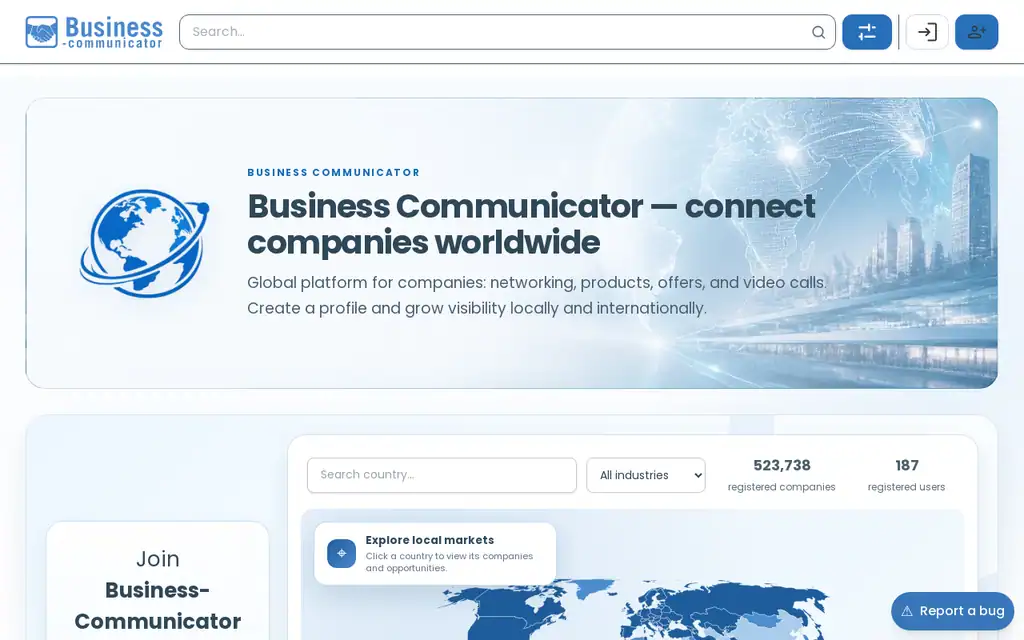 Business
-communicator
Search...
BUSINESS COMMUNICATOR
Business Communicator — connect
companies worldwide
Global platform for companies: networking, products, offers, and video calls.
Create a profile and grow visibility locally and internationally.
Search country...
All industries
523,738
registered companies
187
registered users
Explore local markets
Click a country to view its companies
and opportunities.
Join
Business-
Communicator
⚠ Report a bug